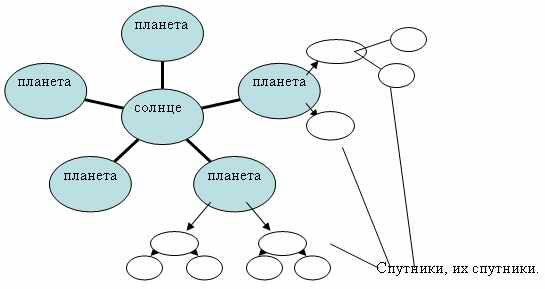 планета
планета
планета
солнце
планета
планета
Спутники, их спутники.